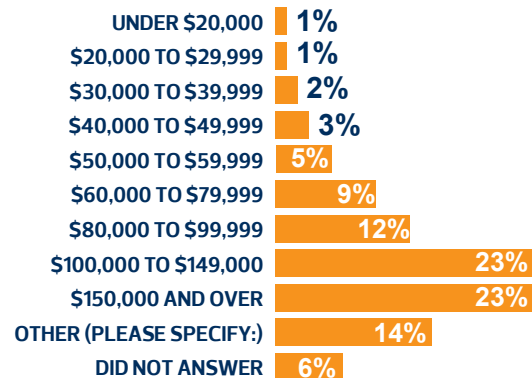 UNDER $20,000 1%
$20,000 TO $29,999 1%
$30,000 TO $39,999 2%
$40,000 TO $49,999 3%
$50,000 TO $59,999 5%
$60,000 TO $79,999 9%
$80,000 TO $99,999 12%
$100,000 TO $149,000 23%
$150,000 AND OVER 23%
OTHER (PLEASE SPECIFY:) 14%
DID NOT ANSWER 6%